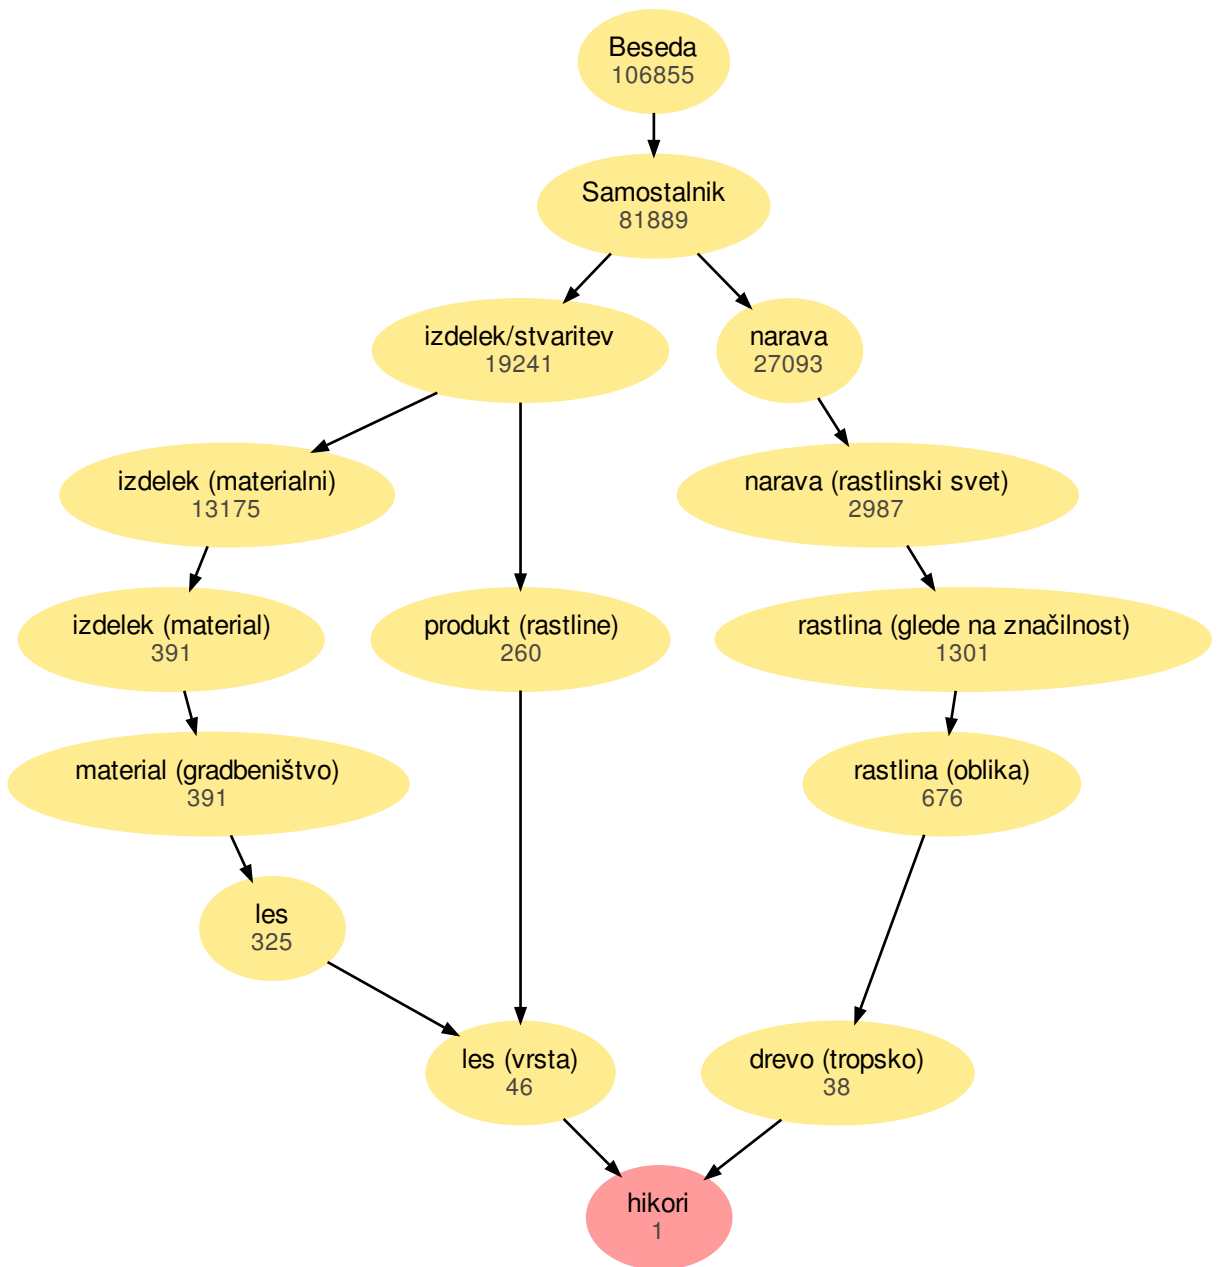 Beseda
106855
Samostalnik
81889
izdelek/stvaritev
19241
narava
27093
izdelek (materialni)
13175
narava (rastlinski svet)
2987
izdelek (material)
391
produkt (rastline)
260
rastlina (glede na značilnost)
1301
material (gradbeništvo)
391
rastlina (oblika)
676
les
325
les (vrsta)
46
drevo (tropsko)
38
hikori
1